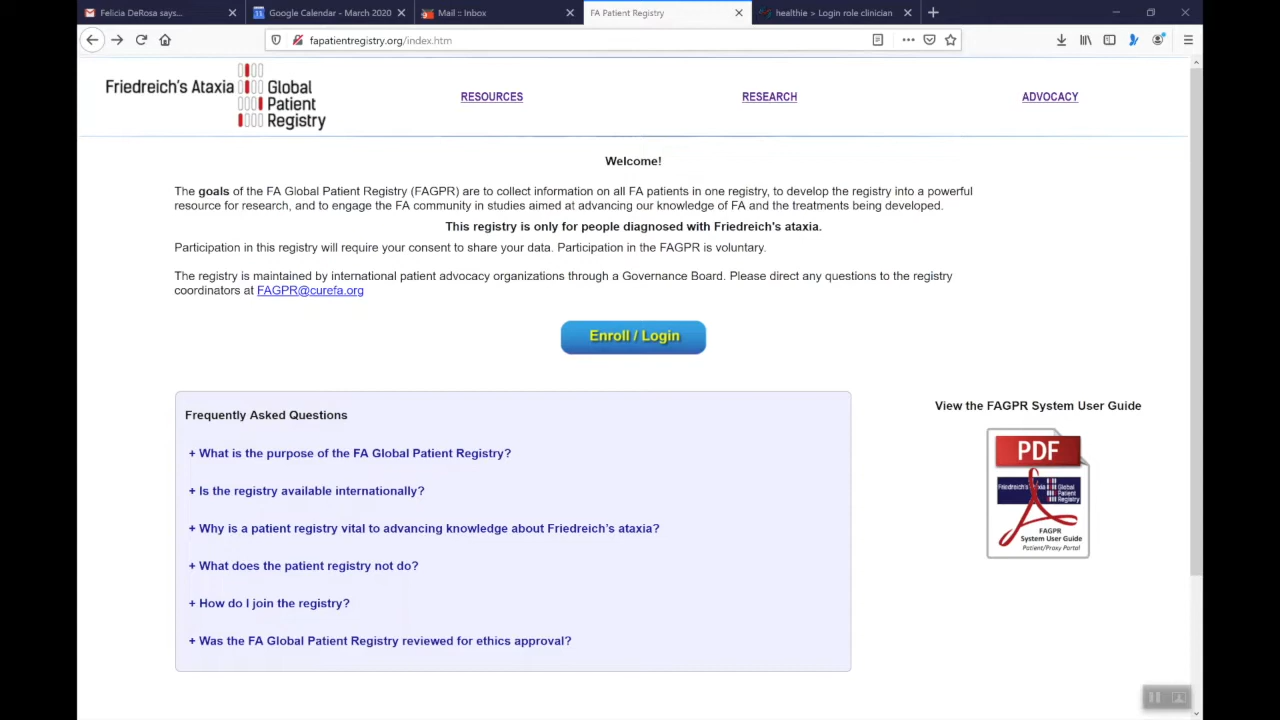 Felicia DeRosa says...
Google Calendar - March 2020
Mail :: Inbox
FA Patient Registry
healthie > Login role clinician
fapatientregistry.org/index.htm
Friedreich's Ataxia Global
Patient
Registry
RESOURCES
RESEARCH
ADVOCACY
Welcome!
The goals of the FA Global Patient Registry (FAGPR) are to collect information on all FA patients in one registry, to develop the registry into a powerful
resource for research, and to engage the FA community in studies aimed at advancing our knowledge of FA and the treatments being developed.
This registry is only for people diagnosed with Friedreich's ataxia.
Participation in this registry will require your consent to share your data. Participation in the FAGPR is voluntary.
The registry is maintained by international patient advocacy organizations through a Governance Board. Please direct any questions to the registry
coordinators at FAGPR@curefa.org
Enroll / Login
Frequently Asked Questions
+ What is the purpose of the FA Global Patient Registry?
+ Is the registry available internationally?
+ Why is a patient registry vital to advancing knowledge about Friedreich's ataxia?
+ What does the patient registry not do?
+ How do I join the registry?
+ Was the FA Global Patient Registry reviewed for ethics approval?
View the FAGPR System User Guide
PDF
Friedreich's Ataxia Global
Patient
Registry
FAGPR
System User Guide
Patient/Proxy Portal